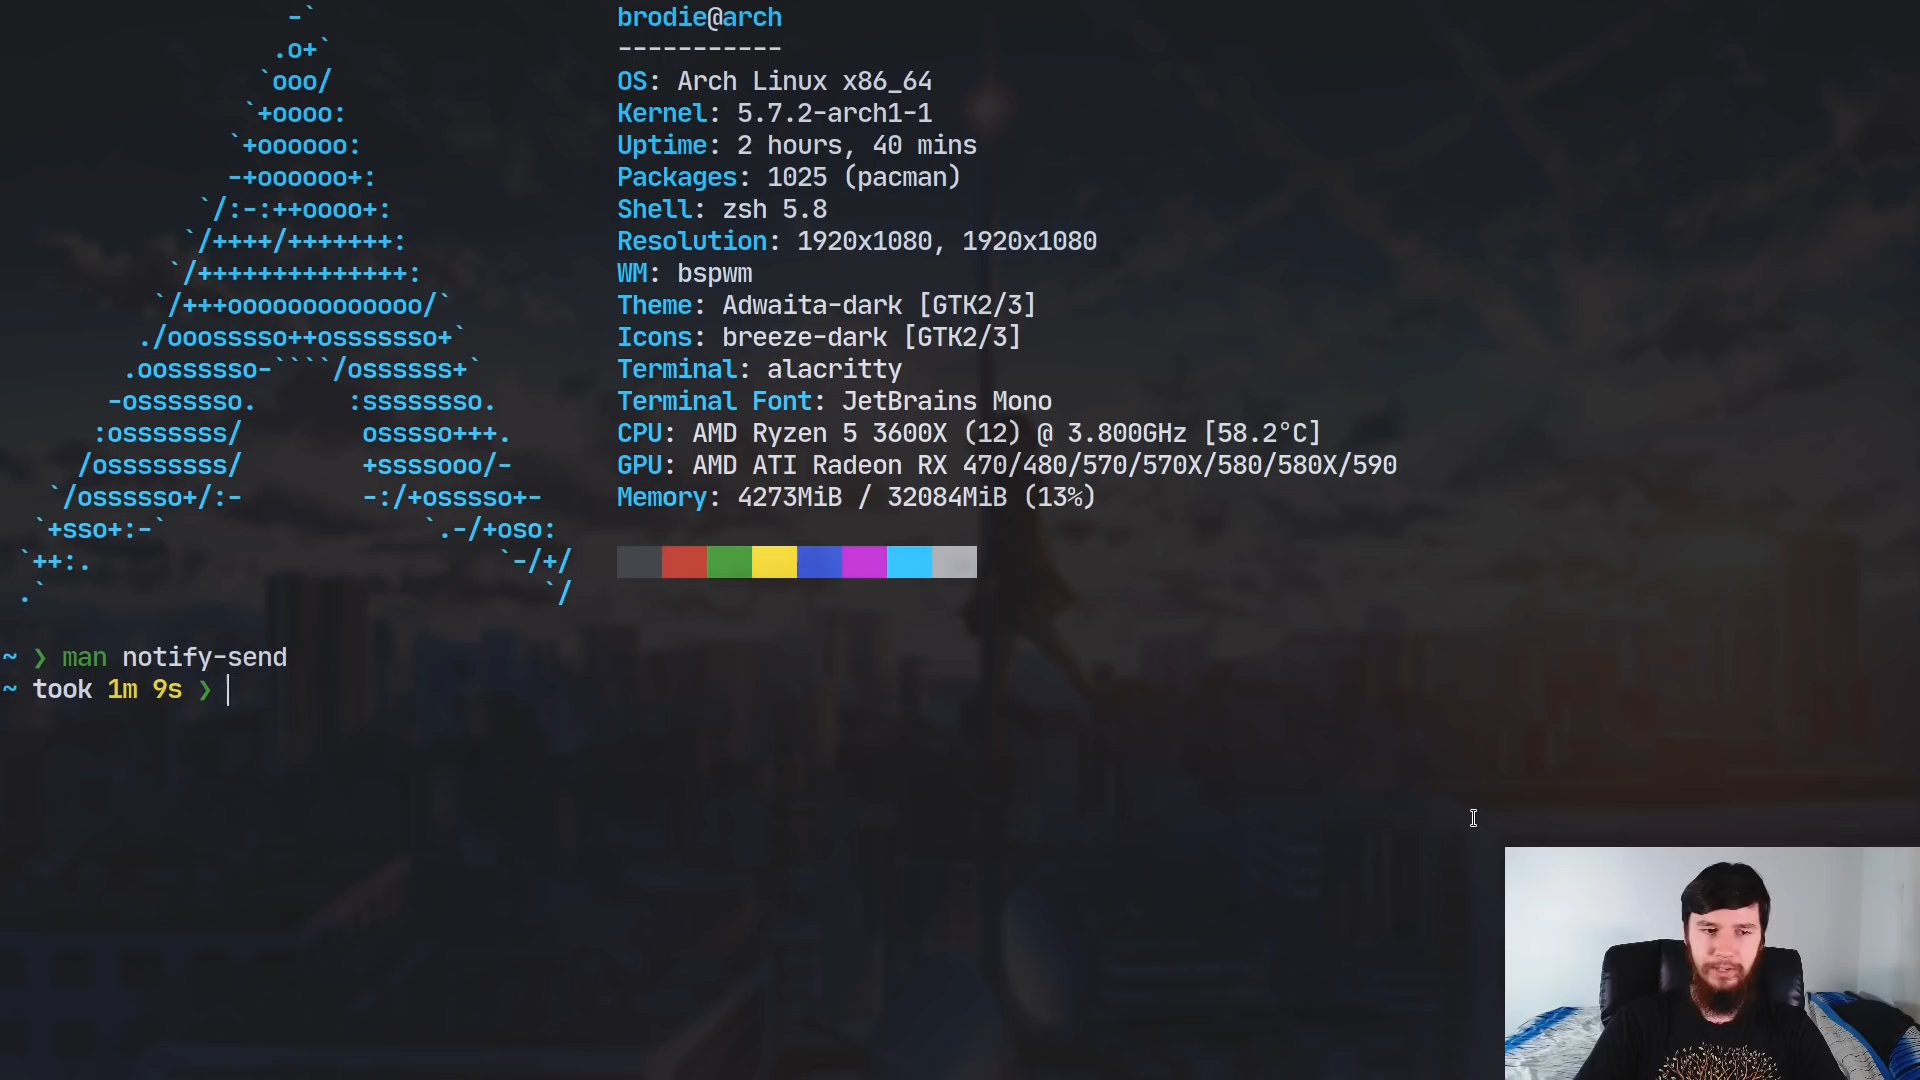 brodie@arch
-----------
OS: Arch Linux x86_64
Kernel: 5.7.2-arch1-1
Uptime: 2 hours, 40 mins
Packages: 1025 (pacman)
Shell: zsh 5.8
Resolution: 1920x1080, 1920x1080
WM: bspwm
Theme: Adwaita-dark [GTK2/3]
Icons: breeze-dark [GTK2/3]
Terminal: alacritty
Terminal Font: JetBrains Mono
CPU: AMD Ryzen 5 3600X (12) @ 3.800GHz [58.2°C]
GPU: AMD ATI Radeon RX 470/480/570/570X/580/580X/590
Memory: 4273MiB / 32084MiB (13%)
~ ❯ man notify-send
~ took 1m 9s ❯